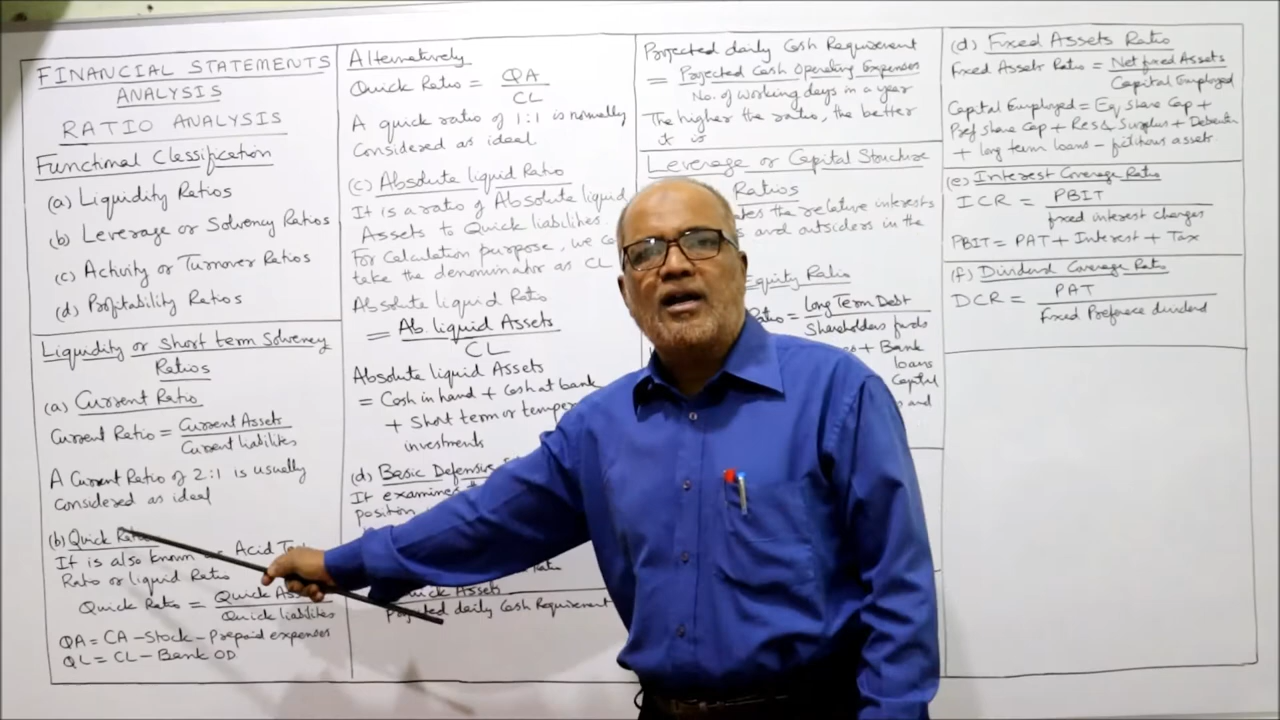 FINANCIAL STATEMENTS
ANALYSIS
RATIO ANALYSIS
Functional Classification
(a) Liquidity Ratios
(b) Leverage or Solvency Ratios
(c) Activity or Turnover Ratios
(d) Profitability Ratios
Liquidity or short term Solvency
Ratios
(a) Current Ratio
Current Ratio = Current Assets
Current liabilites
A Current Ratio of 2:1 is usually
Considered as ideal
(b) Quick
It is also known Acid
Ratio or liquid Ratio
Quick Ratio = Quick
Quick liabilites
QA = CA - Stock - Prepaid expenses
QL = CL - Bank OD
Alternatively
Quick Ratio = QA
CL
A quick ratio of 1:1 is normally
Considered as ideal
(c) Absolute liquid Ratio
It is a ratio of Absolute liquid
Assets to Quick liabilites
For Calculation purpose, we
take the denominator as CL
Absolute liquid Ratio
= Ab. liquid Assets
CL
Absolute liquid Assets
= Cash in hand + Cash at bank
+ Short term or
investments
(d) Basic Defensive
It examines
position
Assets
daily Cash Requirement
Projected daily Cash Requirement
= Projected Cash Operating Expenses
No. of working days in a year
The higher the ratio, the better
it is
Leverage or Capital Structure
Ratios
the relative interests
and outsiders in the
Equity Ratio
Ratio = Long Term Debt
Shareholders funds
+ Bank
loans
Capital
and
(d) Fixed Assets Ratio
Fixed Assets Ratio = Net fixed Assets
Capital Employed
Capital Employed = Eq share Cap +
Pref share Cap + Res & Surplus +
+ long term loans - fictitious assets
(e) Interest Coverage Ratio
ICR = PBIT
fixed interest charges
PBIT = PAT + Interest + Tax
(f) Dividend Coverage Ratio
DCR = PAT
Fixed Preference dividend